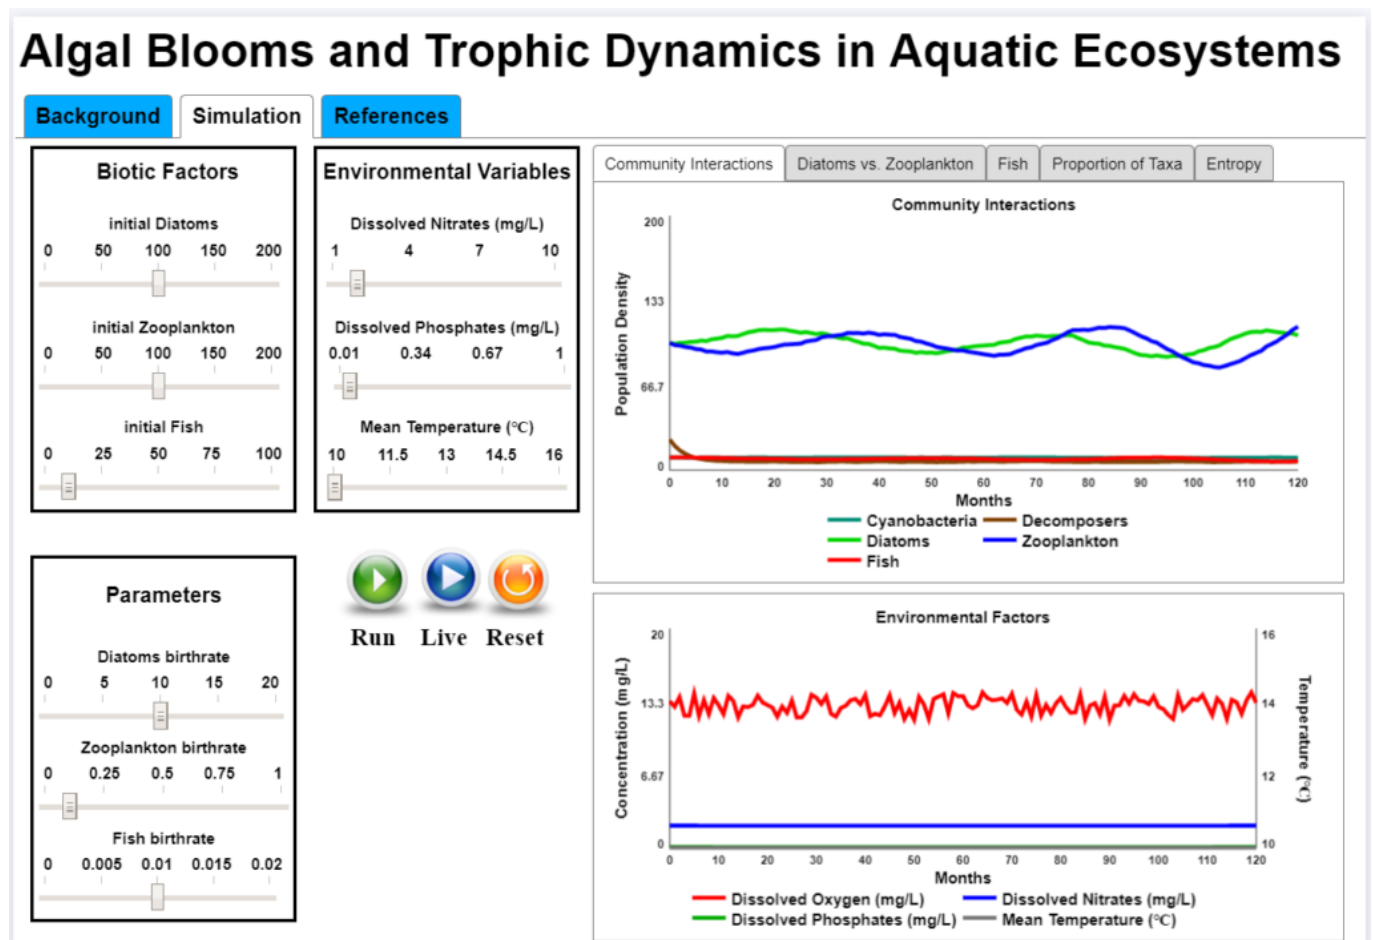 Algal Blooms and Trophic Dynamics in Aquatic Ecosystems
Background Simulation References
Biotic Factors
initial Diatoms
0 50 100 150 200
initial Zooplankton
0 50 100 150 200
initial Fish
0 25 50 75 100
Environmental Variables
Dissolved Nitrates (mg/L)
1 4 7 10
Dissolved Phosphates (mg/L)
0.01 0.34 0.67 1
Mean Temperature (°C)
10 11.5 13 14.5 16
Parameters
Diatoms birthrate
0 5 10 15 20
Zooplankton birthrate
0 0.25 0.5 0.75 1
Fish birthrate
0 0.005 0.01 0.015 0.02
Run Live Reset
Community Interactions Diatoms vs. Zooplankton Fish Proportion of Taxa Entropy
Community Interactions
Population Density
200
133
66.7
0
0 10 20 30 40 50 60 70 80 90 100 110 120
Months
Cyanobacteria Decomposers
Diatoms Zooplankton
Fish
Environmental Factors
Concentration (mg/L)
20
13.3
6.67
0
16
14
12
10
Temperature (°C)
0 10 20 30 40 50 60 70 80 90 100 110 120
Months
Dissolved Oxygen (mg/L) Dissolved Nitrates (mg/L)
Dissolved Phosphates (mg/L) Mean Temperature (°C)